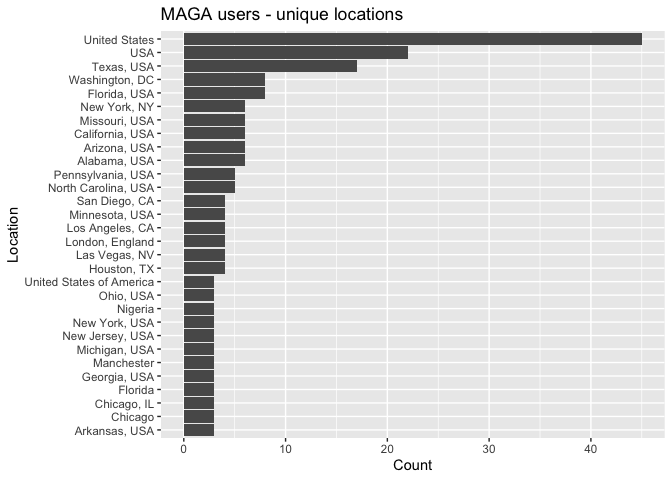 MAGA users - unique locations
Location
United States
USA
Texas, USA
Washington, DC
Florida, USA
New York, NY
Missouri, USA
California, USA
Arizona, USA
Alabama, USA
Pennsylvania, USA
North Carolina, USA
San Diego, CA
Minnesota, USA
Los Angeles, CA
London, England
Las Vegas, NV
Houston, TX
United States of America
Ohio, USA
Nigeria
New York, USA
New Jersey, USA
Michigan, USA
Manchester
Georgia, USA
Florida
Chicago, IL
Chicago
Arkansas, USA
0 10 20 30 40
Count